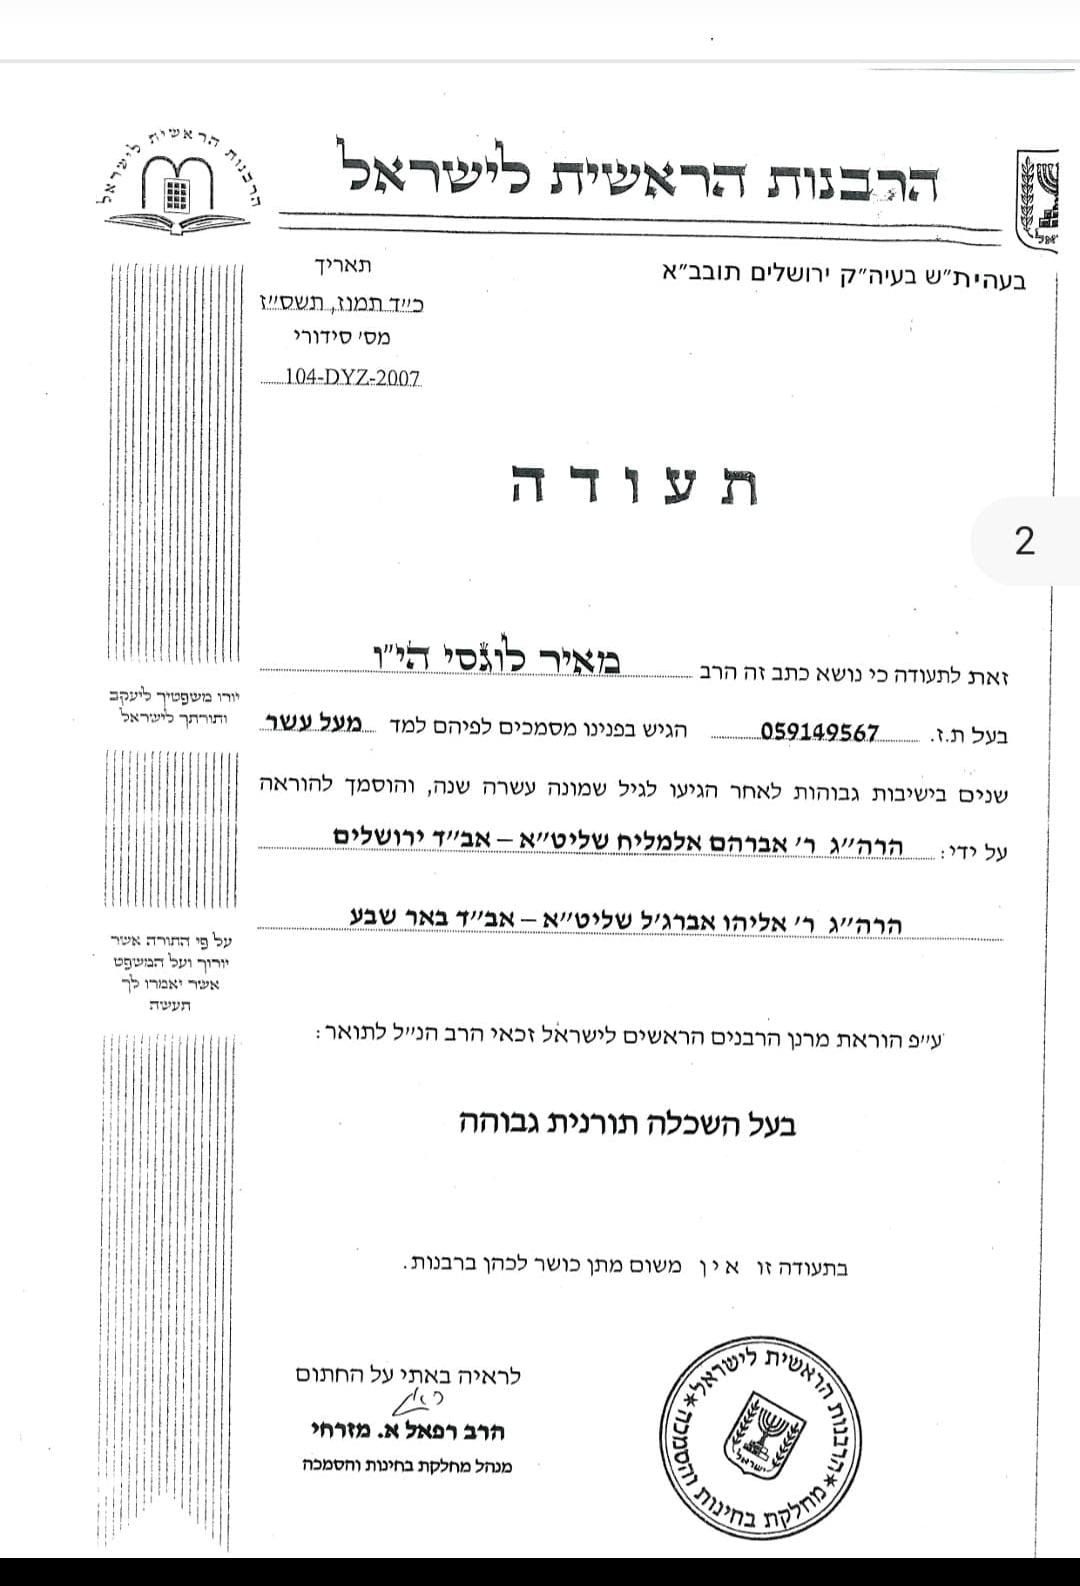 הרבנות הראשית לישראל
הרבנות הראשית לישראל
בעהית״ש בעיה״ק ירושלים תובב״א
תאריך
כ״ד תמוז, תשס״ז
מס׳ סידורי
104-DYZ-2007
תעודה
2
זאת לתעודה כי נושא כתב זה הרב מאיר לוגסי הי״ו
בעל ת.ז. 059149567 הגיש בפנינו מסמכים לפיהם למד מעל עשר
שנים בישיבות גבוהות לאחר הגיעו לגיל שמונה עשרה שנה, והוסמך להוראה
על ידי: הרה״ג ר׳ אברהם אלמליח שליט״א – אב״ד ירושלים
הרה״ג ר׳ אליהו אברג׳ל שליט״א – אב״ד באר שבע
יורו משפטיך ליעקב
ותורתך לישראל
על פי התורה אשר
יורוך ועל המשפט
אשר יאמרו לך
תעשה
ע״פ הוראת מרנן הרבנים הראשים לישראל זכאי הרב הנ״ל לתואר:
בעל השכלה תורנית גבוהה
בתעודה זו אין משום מתן כושר לכהן ברבנות.
לראיה באתי על החתום
הרב רפאל א. מזרחי
מנהל מחלקת בחינות והסמכה
הרבנות הראשית לישראל
מחלקת בחינות והסמכה
ישראל